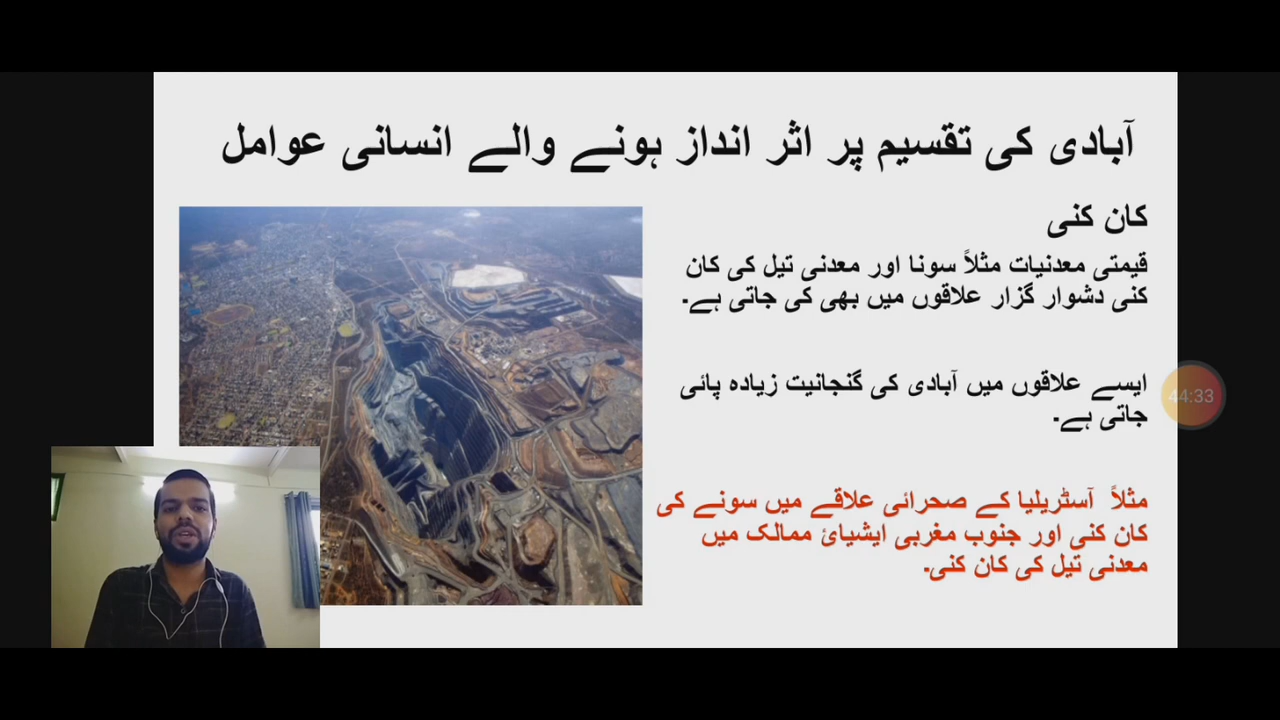 آبادی کی تقسیم پر اثر انداز ہونے والے انسانی عوامل
کان کنی
قیمتی معدنیات مثلاً سونا اور معدنی تیل کی کان
کنی دشوار گزار علاقوں میں بھی کی جاتی ہے۔
ایسے علاقوں میں آبادی کی گنجانیت زیادہ پائی
جاتی ہے۔
مثلاً آسٹریلیا کے صحرائی علاقے میں سونے کی
کان کنی اور جنوب مغربی ایشیائ ممالک میں
معدنی تیل کی کان کنی۔
44:33